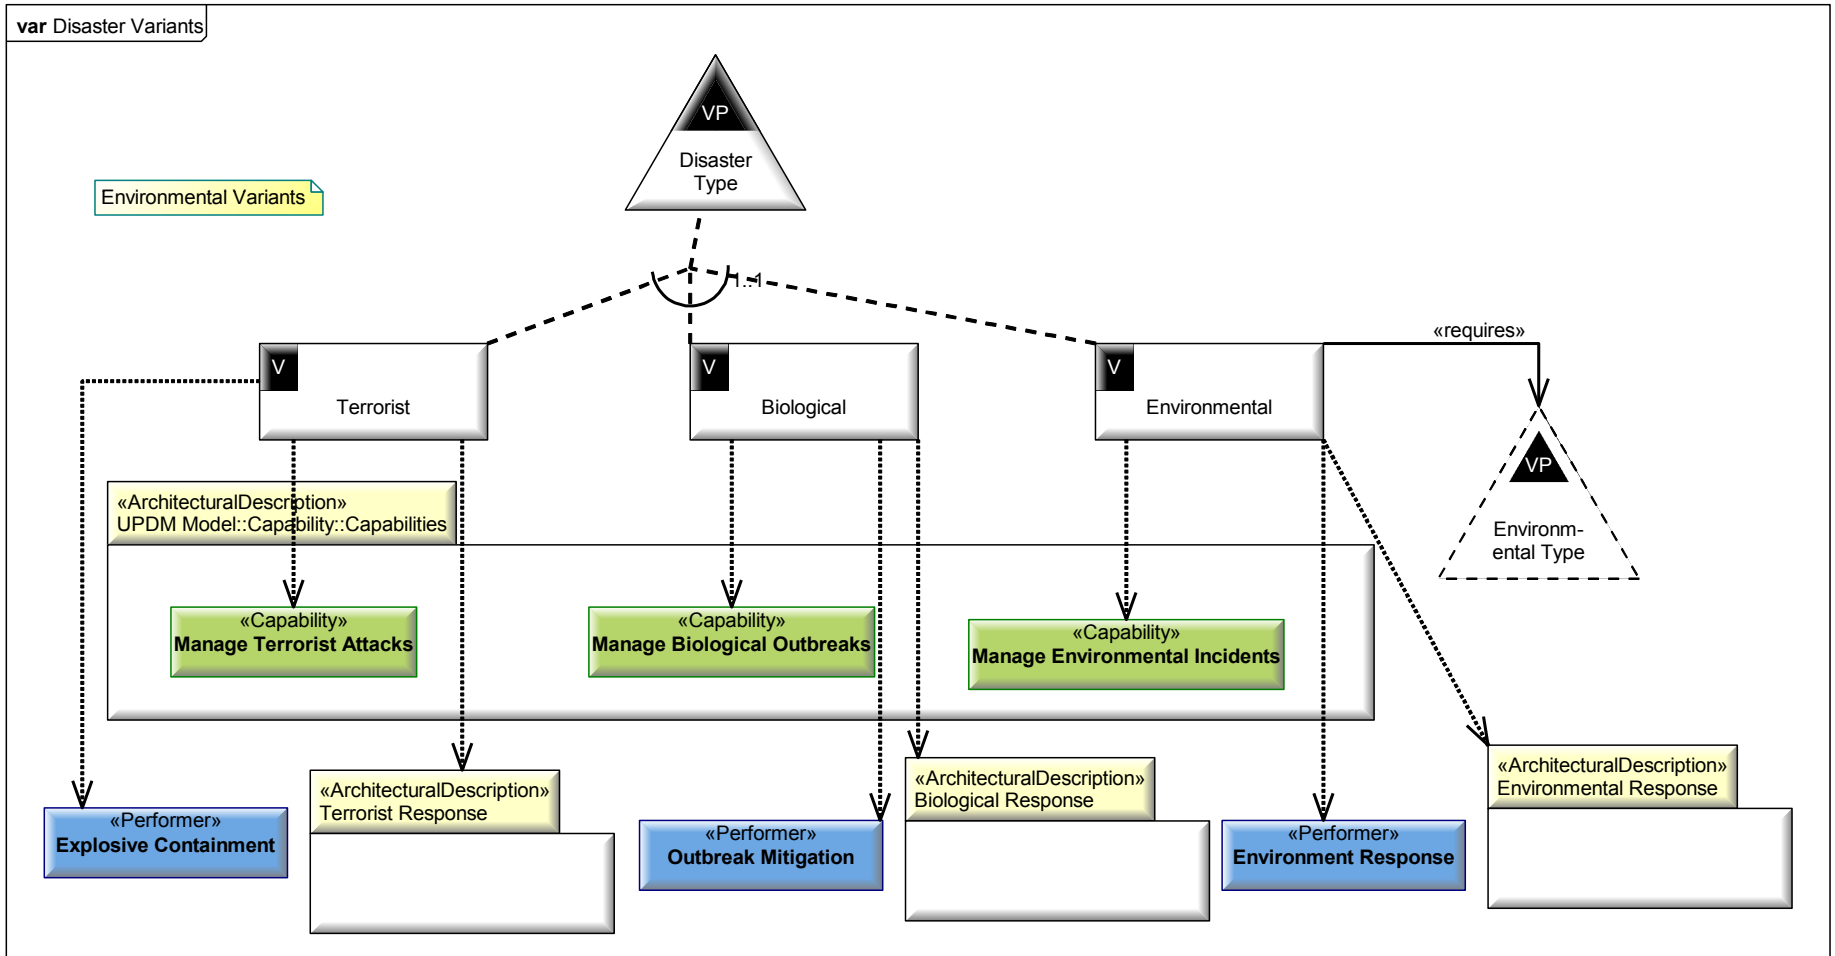 var Disaster Variants
VP
Disaster
Type
Environmental Variants
1..1
«requires»
V
Terrorist
V
Biological
V
Environmental
VP
Environm-
ental Type
«ArchitecturalDescription»
UPDM Model::Capability::Capabilities
«Capability»
Manage Terrorist Attacks
«Capability»
Manage Biological Outbreaks
«Capability»
Manage Environmental Incidents
«Performer»
Explosive Containment
«ArchitecturalDescription»
Terrorist Response
«Performer»
Outbreak Mitigation
«ArchitecturalDescription»
Biological Response
«Performer»
Environment Response
«ArchitecturalDescription»
Environmental Response